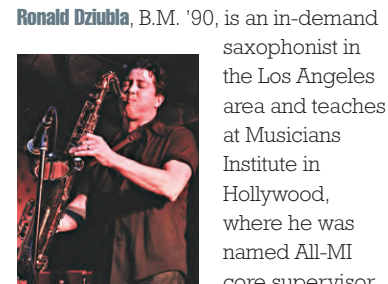 Ronald Dziubla, B.M. ’90, is an in-demand
saxophonist in
the Los Angeles
area and teaches
at Musicians
Institute in
Hollywood,
where he was
named All-MI
core supervisor